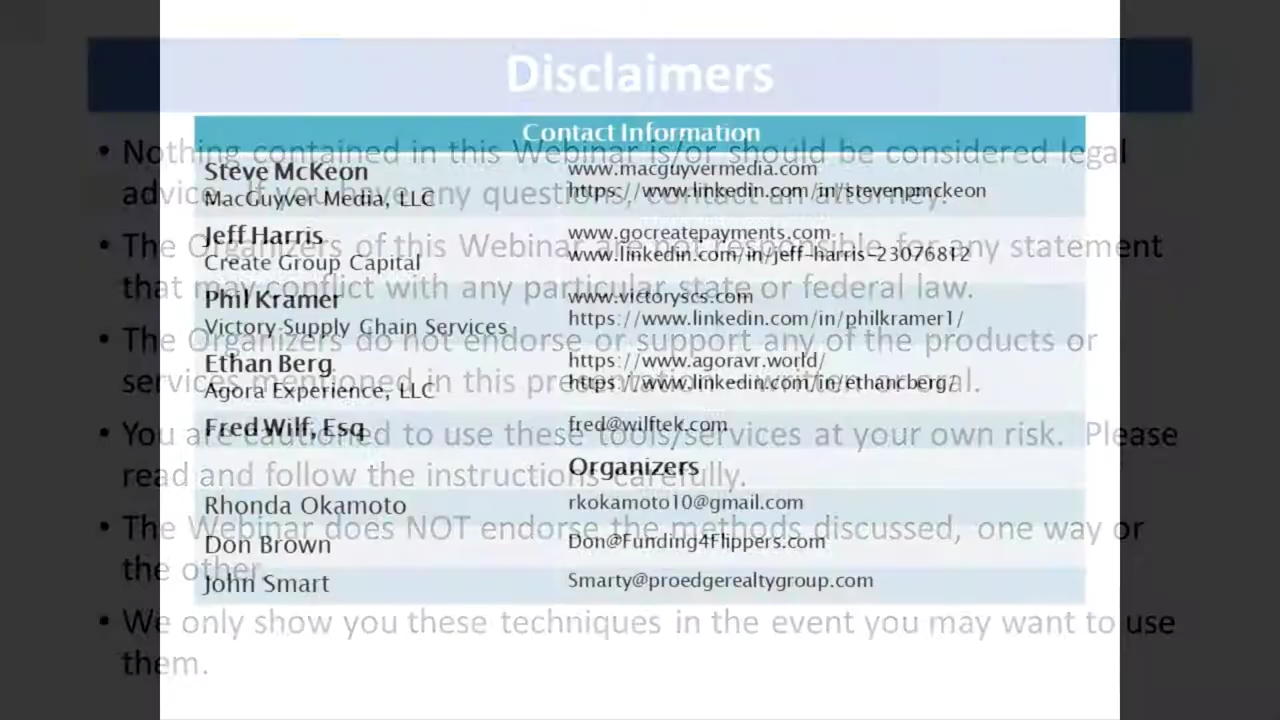 Disclaimers
• Nothing contained in this Webinar is/or should be considered legal
advice. If you have any questions, contact an attorney.
• The Organizers of this Webinar are not responsible for any statement
that may conflict with any particular state or federal law.
• The Organizers do not endorse or support any of the products or
services mentioned in this presentation – written or oral.
• You are cautioned to use these tools/services at your own risk. Please
read and follow the instructions carefully.
• The Webinar does NOT endorse the methods discussed, one way or
the other.
• We only show you these techniques in the event you may want to use
them.
Contact Information
Steve McKeon www.macguyvermedia.com
MacGuyver Media, LLC https://www.linkedin.com/in/stevenpmckeon
Jeff Harris www.gocreatepayments.com
Create Group Capital www.linkedin.com/in/jeff-harris-23076812
Phil Kramer www.victoryscs.com
Victory Supply Chain Services https://www.linkedin.com/in/philkramer1/
Ethan Berg https://www.agoravr.world/
Agora Experience, LLC https://www.linkedin.com/in/ethancberg/
Fred Wilf, Esq fred@wilftek.com
Organizers
Rhonda Okamoto rkokamoto10@gmail.com
Don Brown Don@Funding4Flippers.com
John Smart Smarty@proedgerealtygroup.com